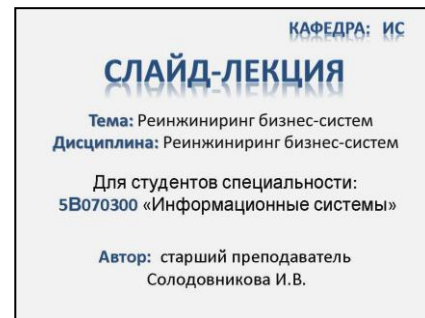 КАФЕДРА: ИС
СЛАЙД-ЛЕКЦИЯ
Тема: Реинжиниринг бизнес-систем
Дисциплина: Реинжиниринг бизнес-систем
Для студентов специальности:
5В070300 «Информационные системы»
Автор: старший преподаватель
Солодовникова И.В.